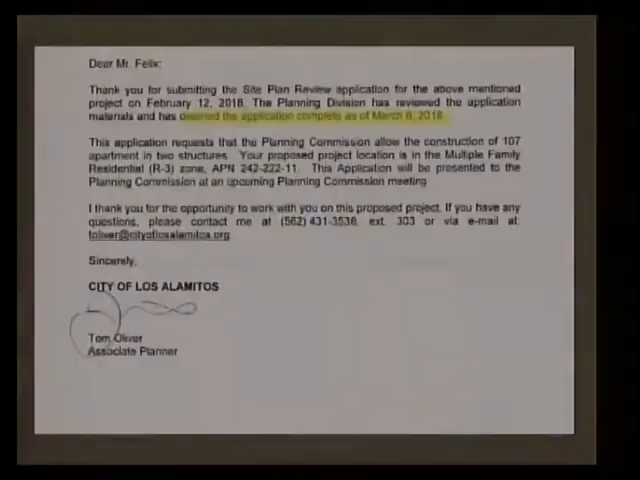 Dear Mr. Felix:
Thank you for submitting the Site Plan Review application for the above mentioned
project on February 12, 2018. The Planning Division has reviewed the application
materials and has deemed the application complete as of March 6, 2018.
This application requests that the Planning Commission allow the construction of 107
apartment in two structures. Your proposed project location is in the Multiple Family
Residential (R-3) zone, APN 242-222-11. This Application will be presented to the
Planning Commission at an upcoming Planning Commission meeting.
I thank you for the opportunity to work with you on this proposed project. If you have any
questions, please contact me at (562) 431-3536, ext. 303 or via e-mail at:
toliver@cityoflosalamitos.org.
Sincerely,
CITY OF LOS ALAMITOS
Tom Oliver
Associate Planner